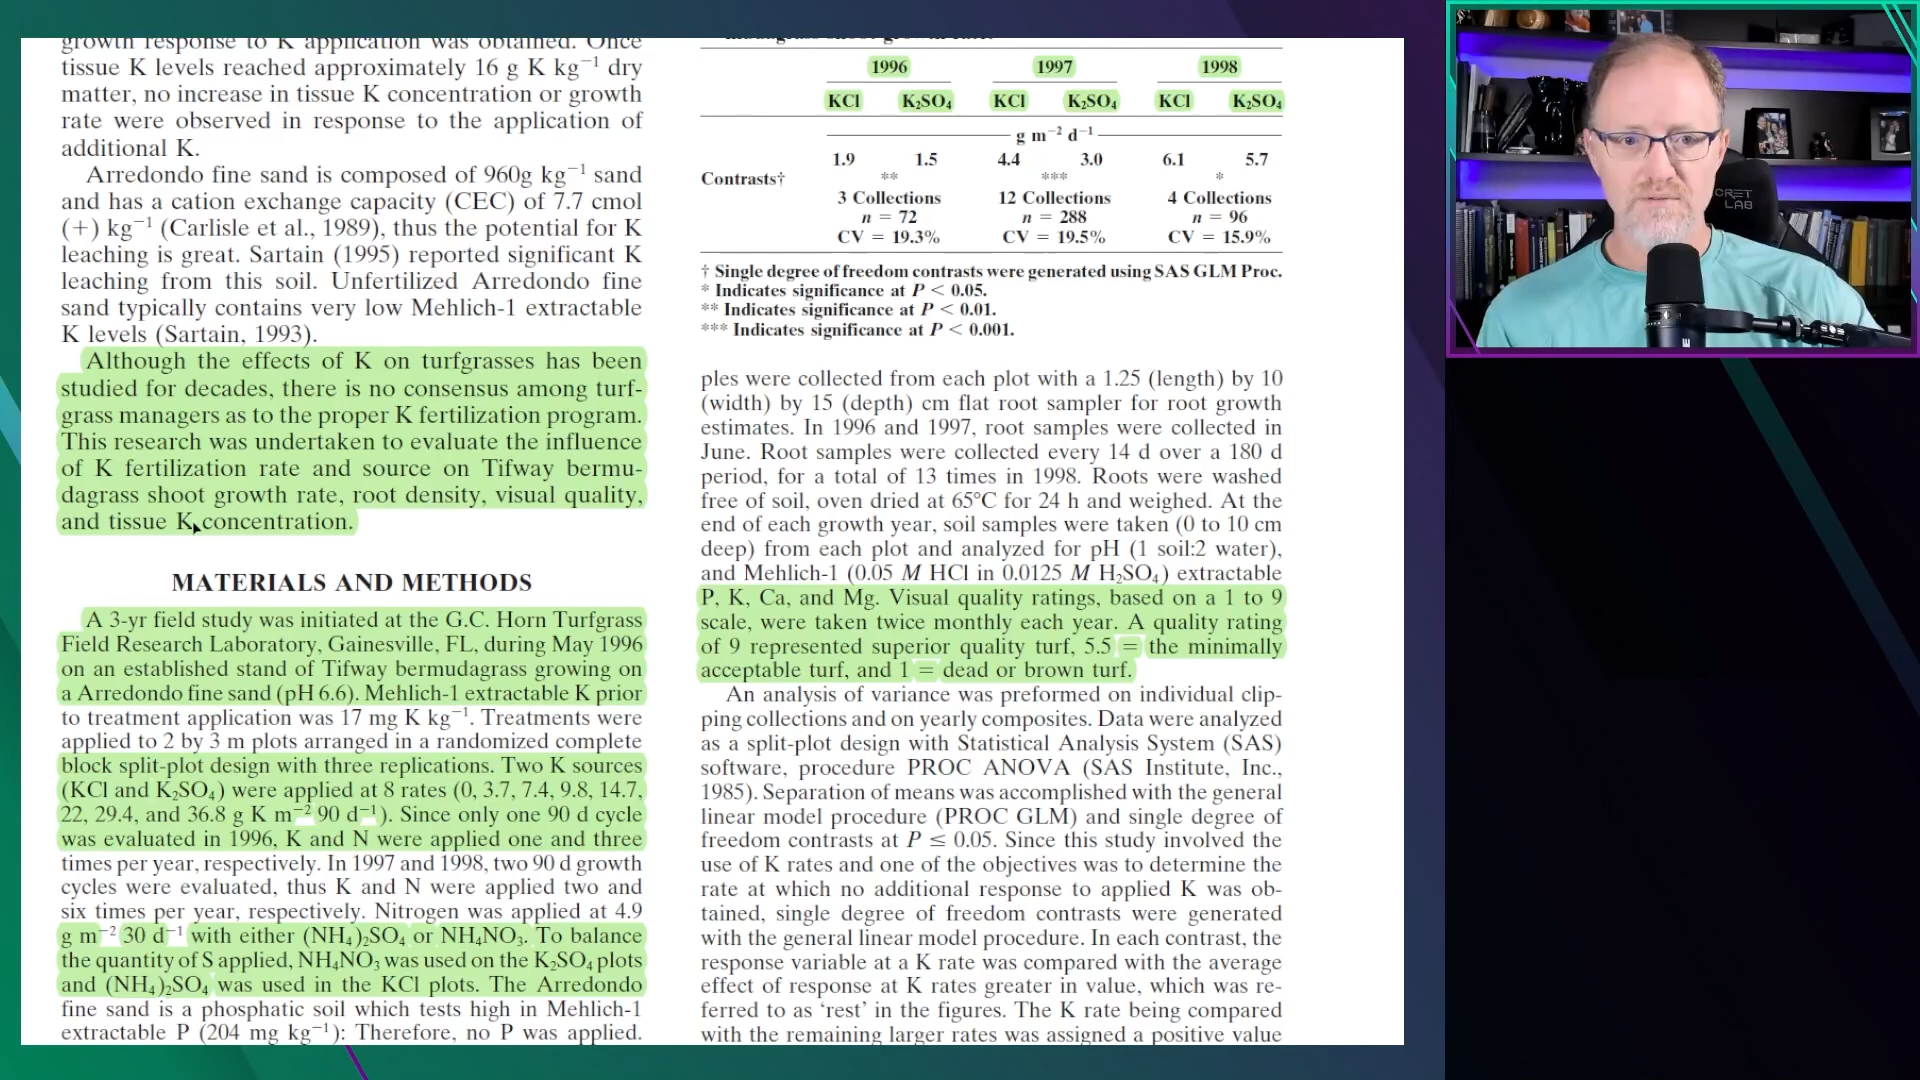 growth response to K application was obtained. Once
tissue K levels reached approximately 16 g K kg⁻¹ dry
matter, no increase in tissue K concentration or growth
rate were observed in response to the application of
additional K.
Arredondo fine sand is composed of 960g kg⁻¹ sand
and has a cation exchange capacity (CEC) of 7.7 cmol
(+) kg⁻¹ (Carlisle et al., 1989), thus the potential for K
leaching is great. Sartain (1995) reported significant K
leaching from this soil. Unfertilized Arredondo fine
sand typically contains very low Mehlich-1 extractable
K levels (Sartain, 1993).
Although the effects of K on turfgrasses has been
studied for decades, there is no consensus among turf-
grass managers as to the proper K fertilization program.
This research was undertaken to evaluate the influence
of K fertilization rate and source on Tifway bermu-
dagrass shoot growth rate, root density, visual quality,
and tissue K concentration.
MATERIALS AND METHODS
A 3-yr field study was initiated at the G.C. Horn Turfgrass
Field Research Laboratory, Gainesville, FL, during May 1996
on an established stand of Tifway bermudagrass growing on
a Arredondo fine sand (pH 6.6). Mehlich-1 extractable K prior
to treatment application was 17 mg K kg⁻¹. Treatments were
applied to 2 by 3 m plots arranged in a randomized complete
block split-plot design with three replications. Two K sources
(KCl and K₂SO₄) were applied at 8 rates (0, 3.7, 7.4, 9.8, 14.7,
22, 29.4, and 36.8 g K m⁻² 90 d⁻¹). Since only one 90 d cycle
was evaluated in 1996, K and N were applied one and three
times per year, respectively. In 1997 and 1998, two 90 d growth
cycles were evaluated, thus K and N were applied two and
six times per year, respectively. Nitrogen was applied at 4.9
g m⁻² 30 d⁻¹ with either (NH₄)₂SO₄ or NH₄NO₃. To balance
the quantity of S applied, NH₄NO₃ was used on the K₂SO₄ plots
and (NH₄)₂SO₄ was used in the KCl plots. The Arredondo
fine sand is a phosphatic soil which tests high in Mehlich-1
extractable P (204 mg kg⁻¹): Therefore, no P was applied.
1996 1997 1998
KCl K₂SO₄ KCl K₂SO₄ KCl K₂SO₄
g m⁻² d⁻¹
1.9 1.5 4.4 3.0 6.1 5.7
Contrasts† ** *** *
3 Collections 12 Collections 4 Collections
n = 72 n = 288 n = 96
CV = 19.3% CV = 19.5% CV = 15.9%
† Single degree of freedom contrasts were generated using SAS GLM Proc.
* Indicates significance at P < 0.05.
** Indicates significance at P < 0.01.
*** Indicates significance at P < 0.001.
ples were collected from each plot with a 1.25 (length) by 10
(width) by 15 (depth) cm flat root sampler for root growth
estimates. In 1996 and 1997, root samples were collected in
June. Root samples were collected every 14 d over a 180 d
period, for a total of 13 times in 1998. Roots were washed
free of soil, oven dried at 65°C for 24 h and weighed. At the
end of each growth year, soil samples were taken (0 to 10 cm
deep) from each plot and analyzed for pH (1 soil:2 water),
and Mehlich-1 (0.05 M HCl in 0.0125 M H₂SO₄) extractable
P, K, Ca, and Mg. Visual quality ratings, based on a 1 to 9
scale, were taken twice monthly each year. A quality rating
of 9 represented superior quality turf, 5.5 = the minimally
acceptable turf, and 1 = dead or brown turf.
An analysis of variance was preformed on individual clip-
ping collections and on yearly composites. Data were analyzed
as a split-plot design with Statistical Analysis System (SAS)
software, procedure PROC ANOVA (SAS Institute, Inc.,
1985). Separation of means was accomplished with the general
linear model procedure (PROC GLM) and single degree of
freedom contrasts at P ≤ 0.05. Since this study involved the
use of K rates and one of the objectives was to determine the
rate at which no additional response to applied K was ob-
tained, single degree of freedom contrasts were generated
with the general linear model procedure. In each contrast, the
response variable at a K rate was compared with the average
effect of response at K rates greater in value, which was re-
ferred to as ‘rest’ in the figures. The K rate being compared
with the remaining larger rates was assigned a positive value
CRET
LAB